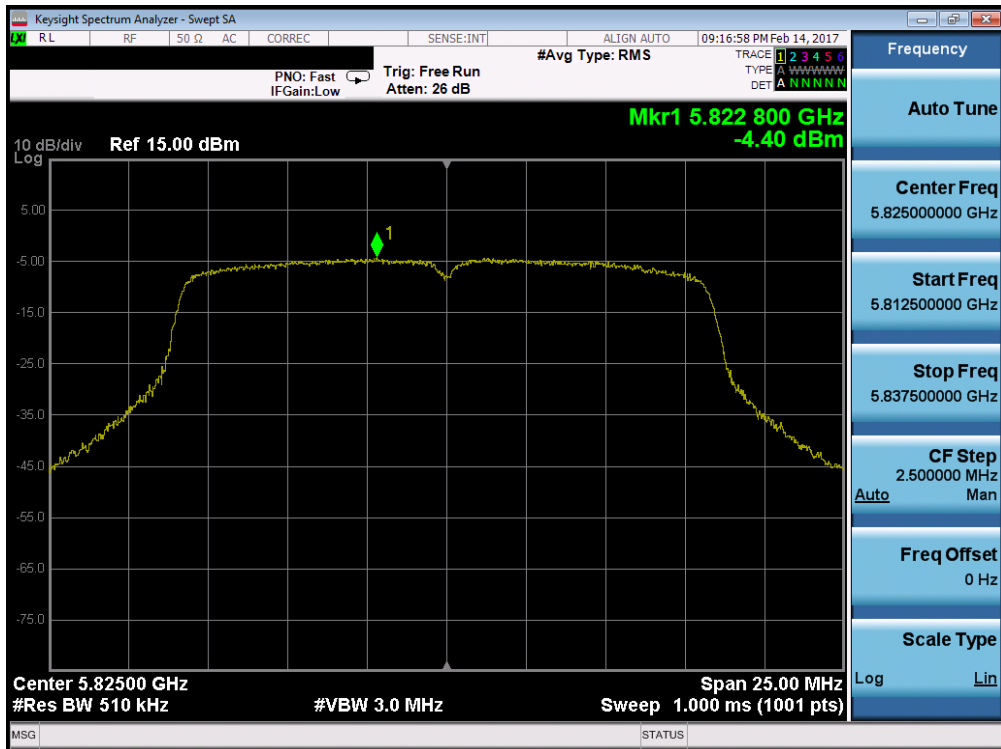 Keysight Spectrum Analyzer - Swept SA
LXI RL RF 50 Ω AC CORREC SENSE:INT ALIGN AUTO 09:16:58 PM Feb 14, 2017
#Avg Type: RMS TRACE 1 2 3 4 5 6
PNO: Fast Trig: Free Run TYPE A WWWWW
IFGain:Low Atten: 26 dB DET A N N N N N
Mkr1 5.822 800 GHz
-4.40 dBm
10 dB/div Ref 15.00 dBm
Log
1
5.00
-5.00
-15.0
-25.0
-35.0
-45.0
-55.0
-65.0
-75.0
Center 5.82500 GHz Span 25.00 MHz
#Res BW 510 kHz #VBW 3.0 MHz Sweep 1.000 ms (1001 pts)
MSG STATUS
Frequency
Auto Tune
Center Freq
5.825000000 GHz
Start Freq
5.812500000 GHz
Stop Freq
5.837500000 GHz
CF Step
2.500000 MHz
Auto Man
Freq Offset
0 Hz
Scale Type
Log Lin